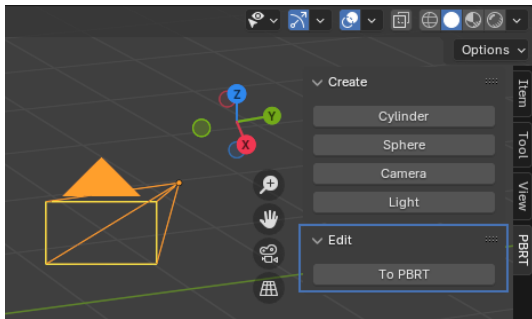 Options
Create
Cylinder
Sphere
Camera
Light
Edit
To PBRT
Item
Tool
View
PBRT
Z
Y
X